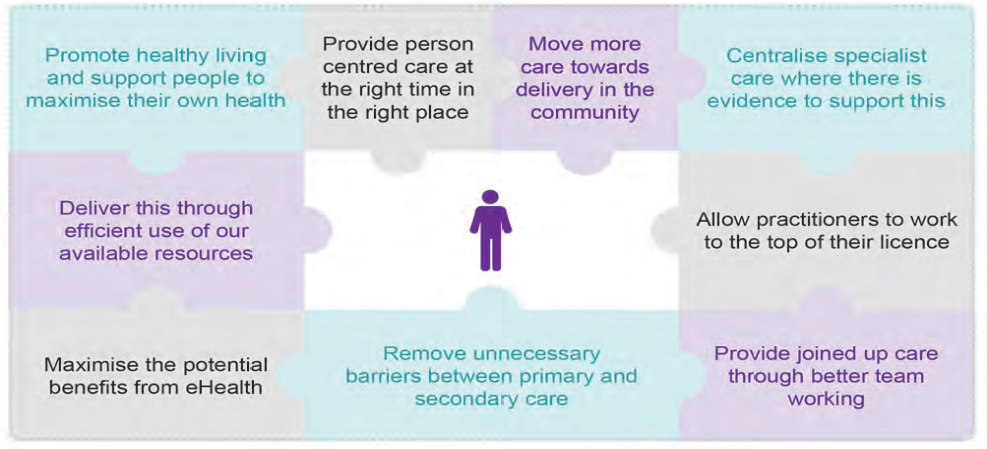 Promote healthy living
and support people to
maximise their own health
Provide person
centred care at
the right time in
the right place
Move more
care towards
delivery in the
community
Centralise specialist
care where there is
evidence to support this
Deliver this through
efficient use of our
available resources
Allow practitioners to work
to the top of their licence
Maximise the potential
benefits from eHealth
Remove unnecessary
barriers between primary and
secondary care
Provide joined up care
through better team
working